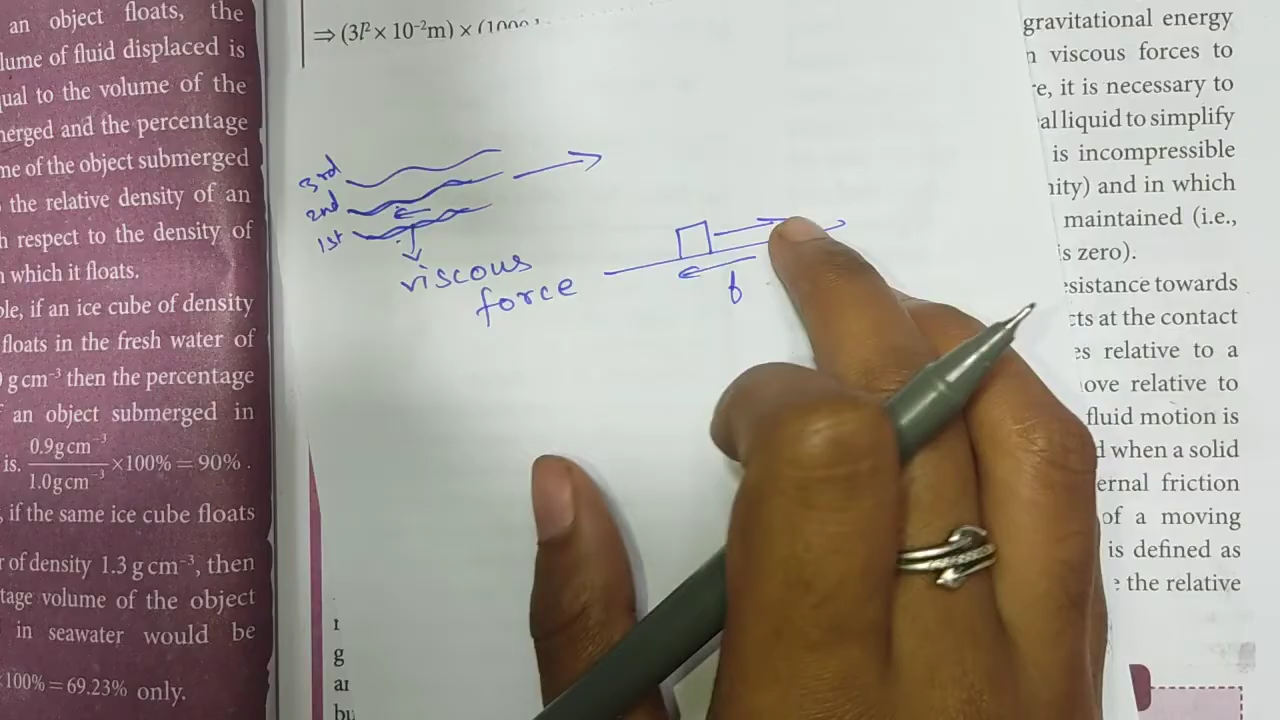 an object floats, the
lume of fluid displaced is
ual to the volume of the
nerged and the percentage
me of the object submerged
the relative density of an
h respect to the density of
n which it floats.
ple, if an ice cube of density
floats in the fresh water of
g cm⁻³ then the percentage
an object submerged in
is. 0.9g cm⁻³ / 1.0g cm⁻³ ×100% = 90% .
, if the same ice cube floats
r of density 1.3 g cm⁻³, then
tage volume of the object
in seawater would be
100% = 69.23% only.
⇒ (3l² × 10⁻²m) × (1000
3rd
2nd
1st
viscous
force
f
r
g
ar
bu
gravitational energy
n viscous forces to
re, it is necessary to
al liquid to simplify
is incompressible
ity) and in which
maintained (i.e.,
is zero).
esistance towards
cts at the contact
es relative to a
ove relative to
fluid motion is
d when a solid
ernal friction
of a moving
is defined as
e the relative